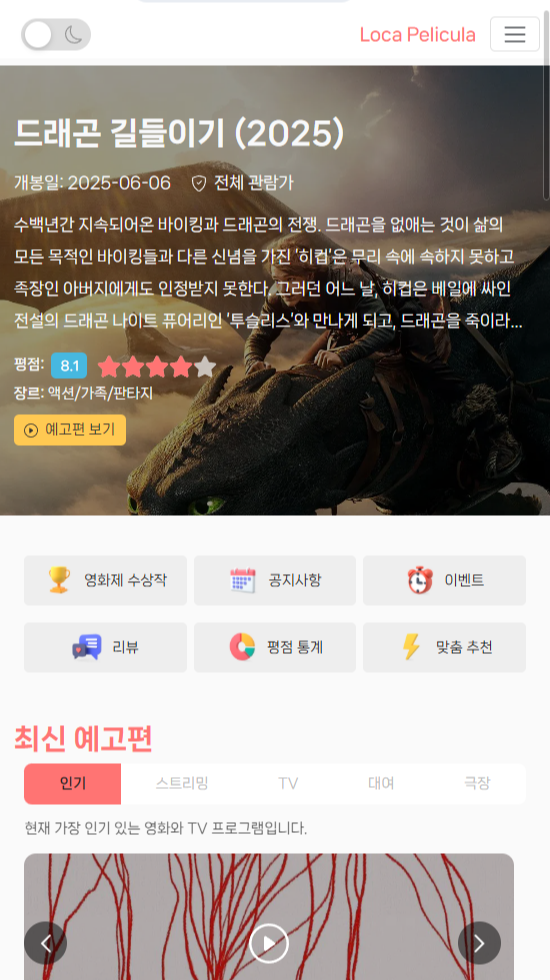 Loca Pelicula
드래곤 길들이기 (2025)
개봉일: 2025-06-06 전체 관람가
수백년간 지속되어온 바이킹과 드래곤의 전쟁. 드래곤을 없애는 것이 삶의
모든 목적인 바이킹들과 다른 신념을 가진 ‘히컵’은 무리 속에 속하지 못하고
족장인 아버지에게도 인정받지 못한다. 그러던 어느 날, 히컵은 베일에 싸인
전설의 드래곤 나이트 퓨어리인 ‘투슬리스’와 만나게 되고, 드래곤을 죽이라...
평점: 8.1
장르: 액션/가족/판타지
예고편 보기
영화제 수상작 공지사항 이벤트
리뷰 평점 통계 맞춤 추천
최신 예고편
인기 스트리밍 TV 대여 극장
현재 가장 인기 있는 영화와 TV 프로그램입니다.